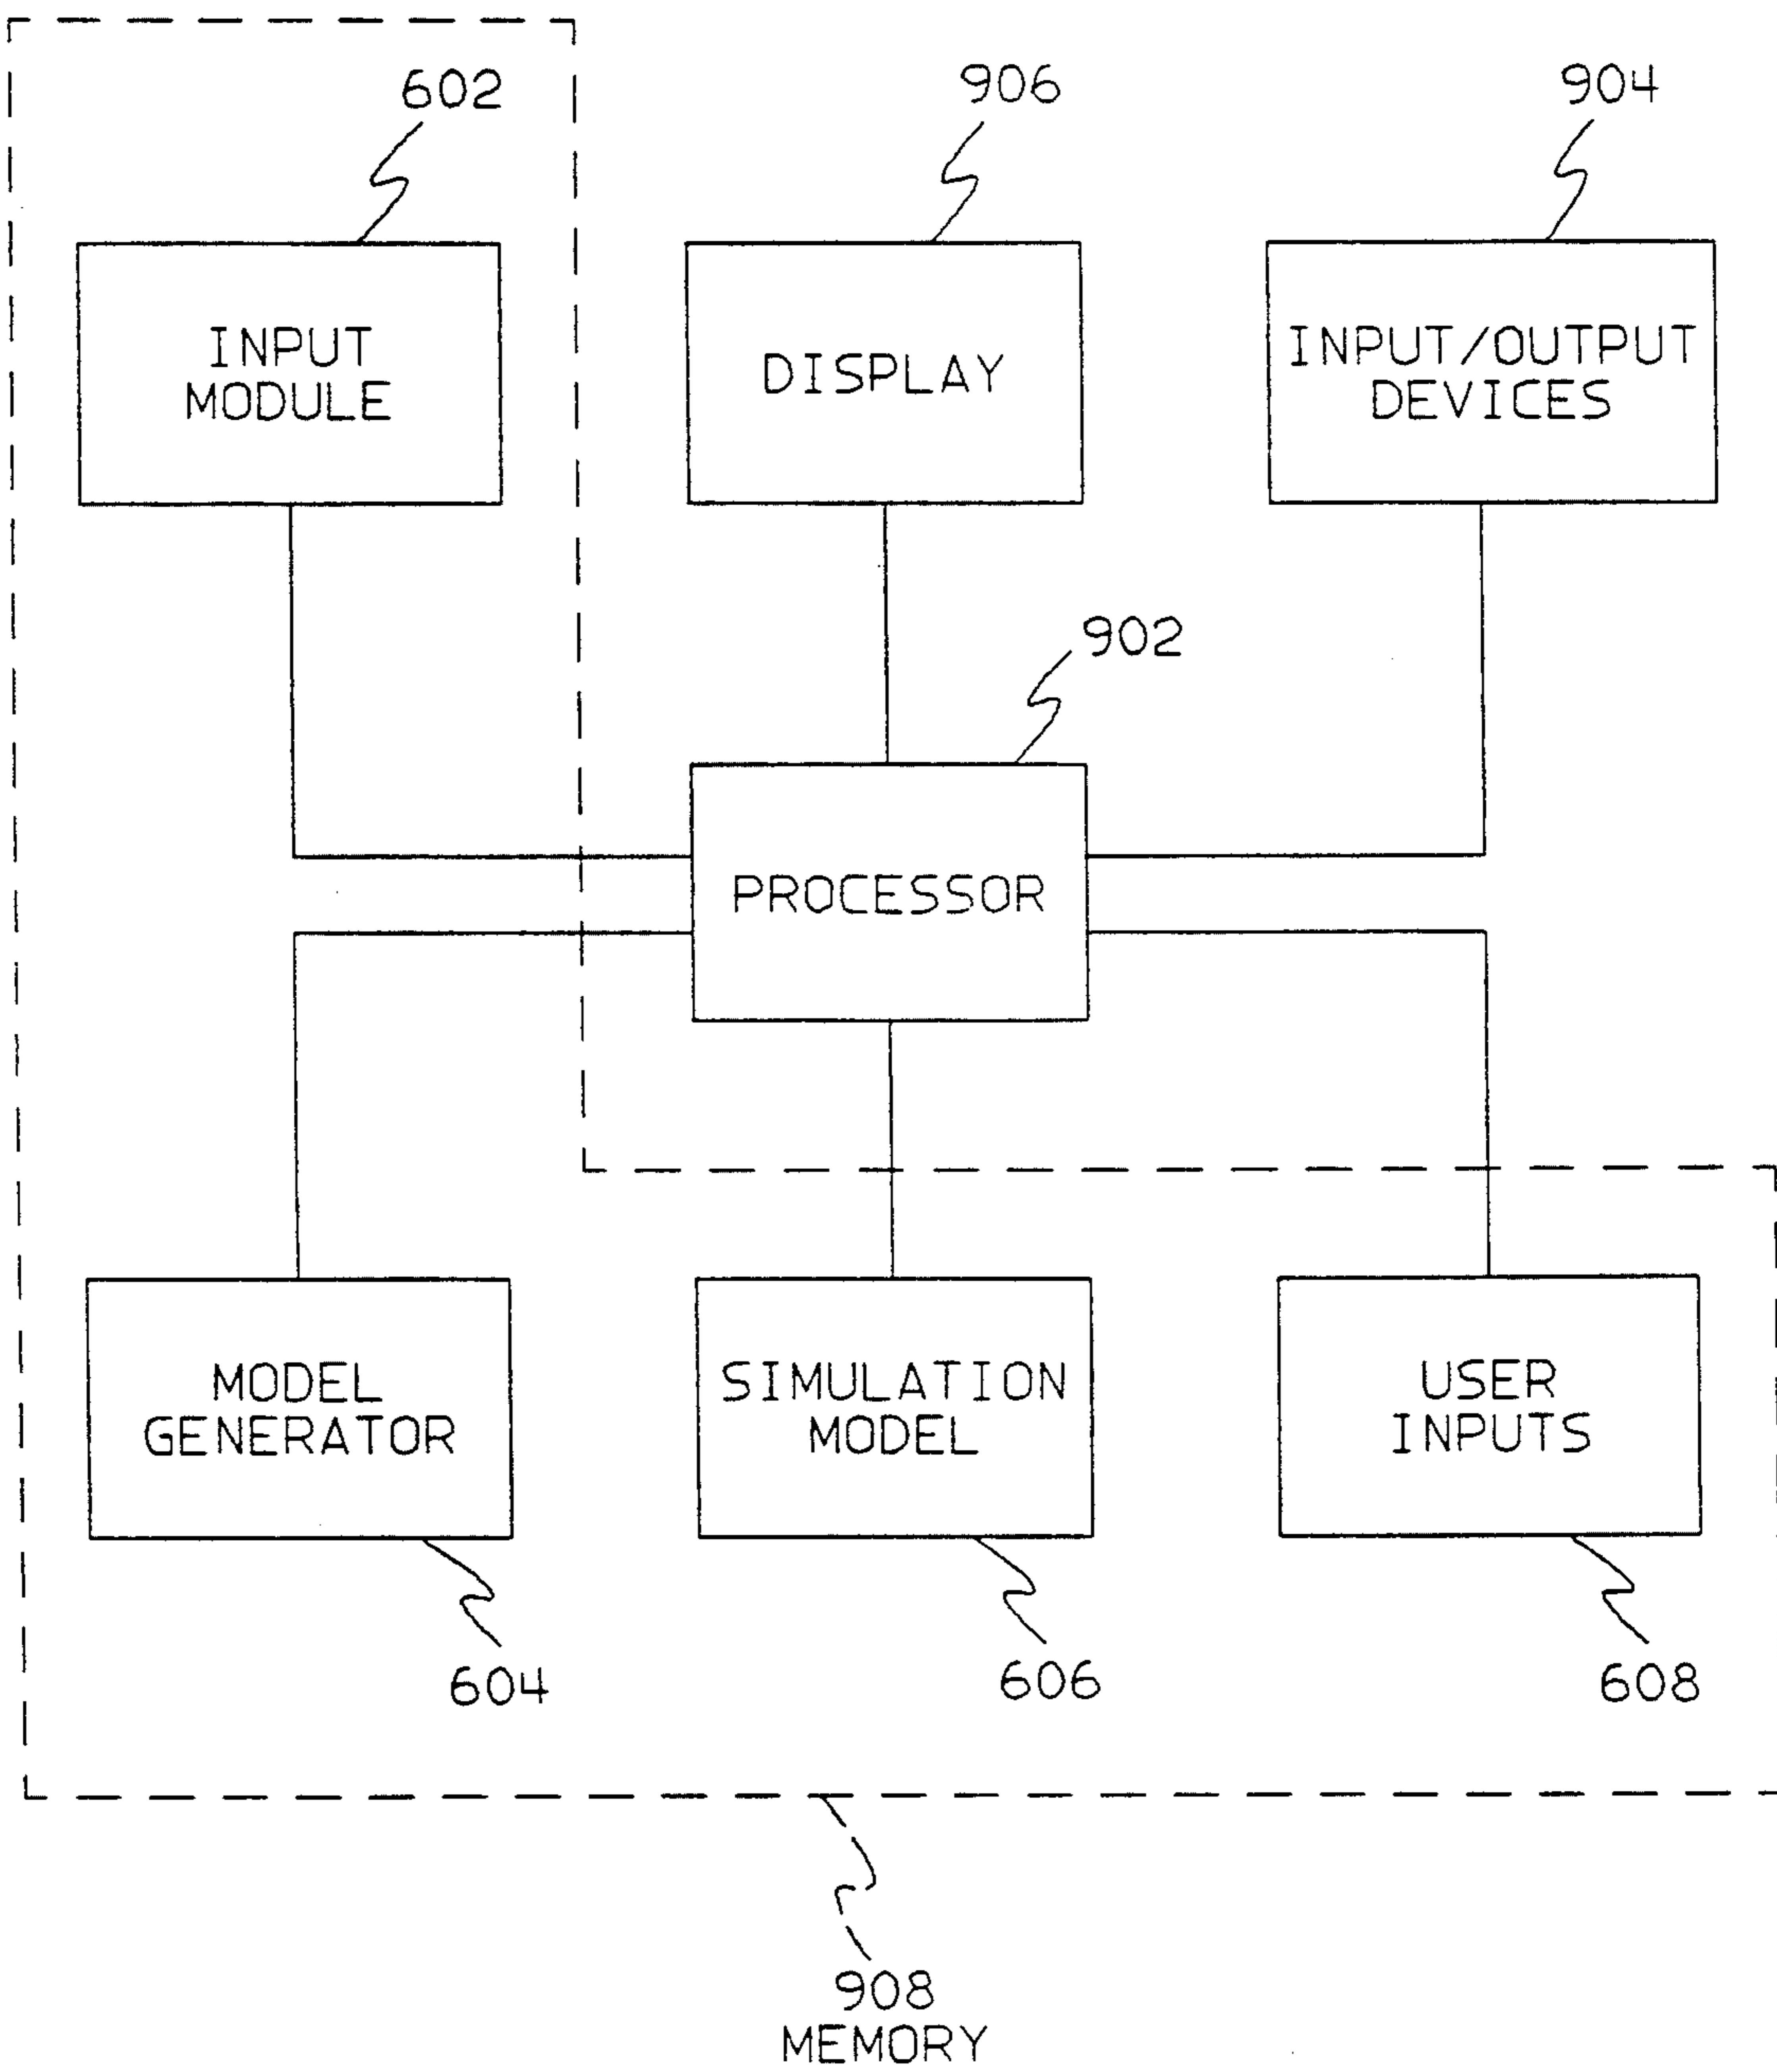 602
906
904
INPUT
MODULE
DISPLAY
INPUT/OUTPUT
DEVICES
902
PROCESSOR
MODEL
GENERATOR
SIMULATION
MODEL
USER
INPUTS
604
606
608
908
MEMORY